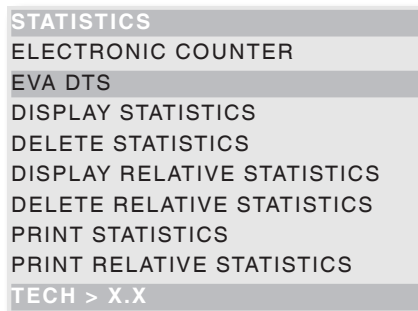 STATISTICS
ELECTRONIC COUNTER
EVA DTS
DISPLAY STATISTICS
DELETE STATISTICS
DISPLAY RELATIVE STATISTICS
DELETE RELATIVE STATISTICS
PRINT STATISTICS
PRINT RELATIVE STATISTICS
TECH > X.X